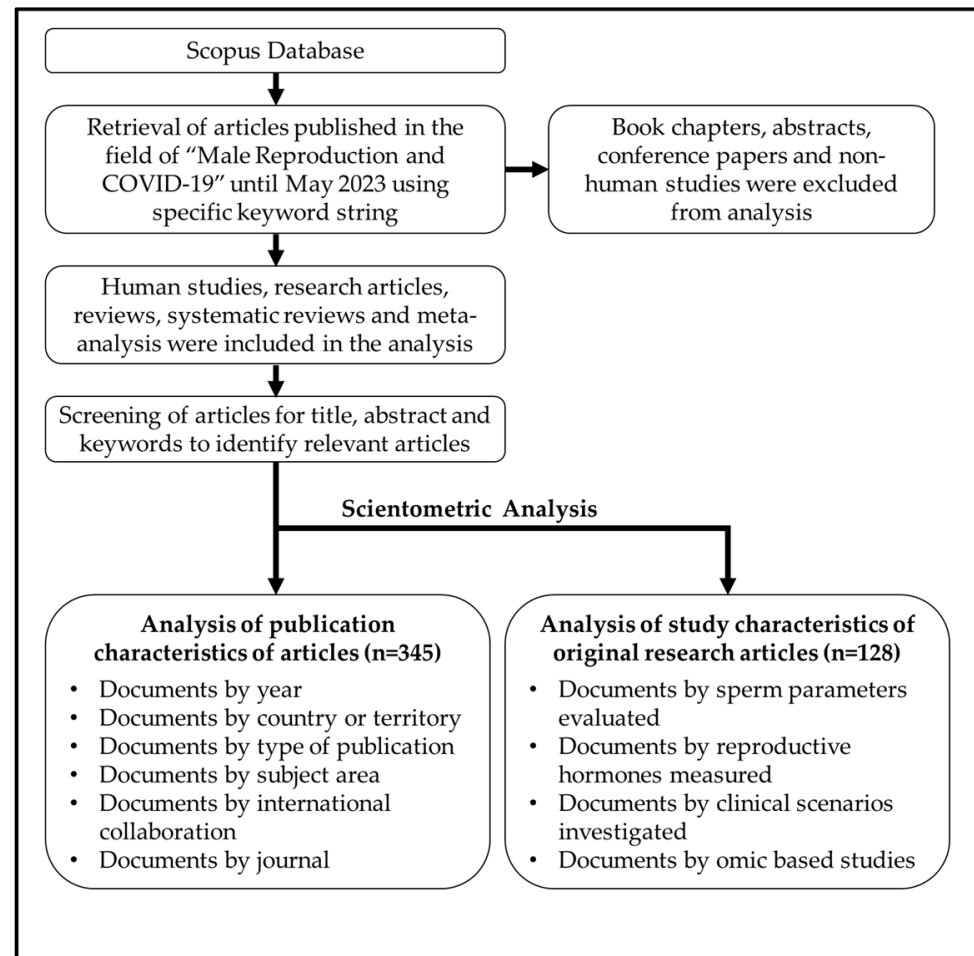 Scopus Database
Retrieval of articles published in the
field of “Male Reproduction and
COVID-19” until May 2023 using
specific keyword string
Book chapters, abstracts,
conference papers and non-
human studies were excluded
from analysis
Human studies, research articles,
reviews, systematic reviews and meta-
analysis were included in the analysis
Screening of articles for title, abstract and
keywords to identify relevant articles
Scientometric Analysis
Analysis of publication
characteristics of articles (n=345)
• Documents by year
• Documents by country or territory
• Documents by type of publication
• Documents by subject area
• Documents by international
collaboration
• Documents by journal
Analysis of study characteristics of
original research articles (n=128)
• Documents by sperm parameters
evaluated
• Documents by reproductive
hormones measured
• Documents by clinical scenarios
investigated
• Documents by omic based studies